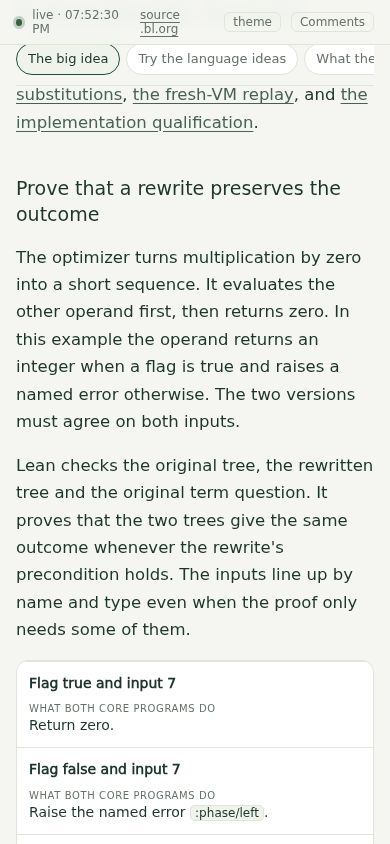 live · 07:52:30 PM
source
.bl.org
theme
Comments
The big idea
Try the language ideas
What the
substitutions, the fresh-VM replay, and the
implementation qualification.
Prove that a rewrite preserves the
outcome
The optimizer turns multiplication by zero
into a short sequence. It evaluates the
other operand first, then returns zero. In
this example the operand returns an
integer when a flag is true and raises a
named error otherwise. The two versions
must agree on both inputs.
Lean checks the original tree, the rewritten
tree and the original term question. It
proves that the two trees give the same
outcome whenever the rewrite's
precondition holds. The inputs line up by
name and type even when the proof only
needs some of them.
Flag true and input 7
WHAT BOTH CORE PROGRAMS DO
Return zero.
Flag false and input 7
WHAT BOTH CORE PROGRAMS DO
Raise the named error :phase/left.